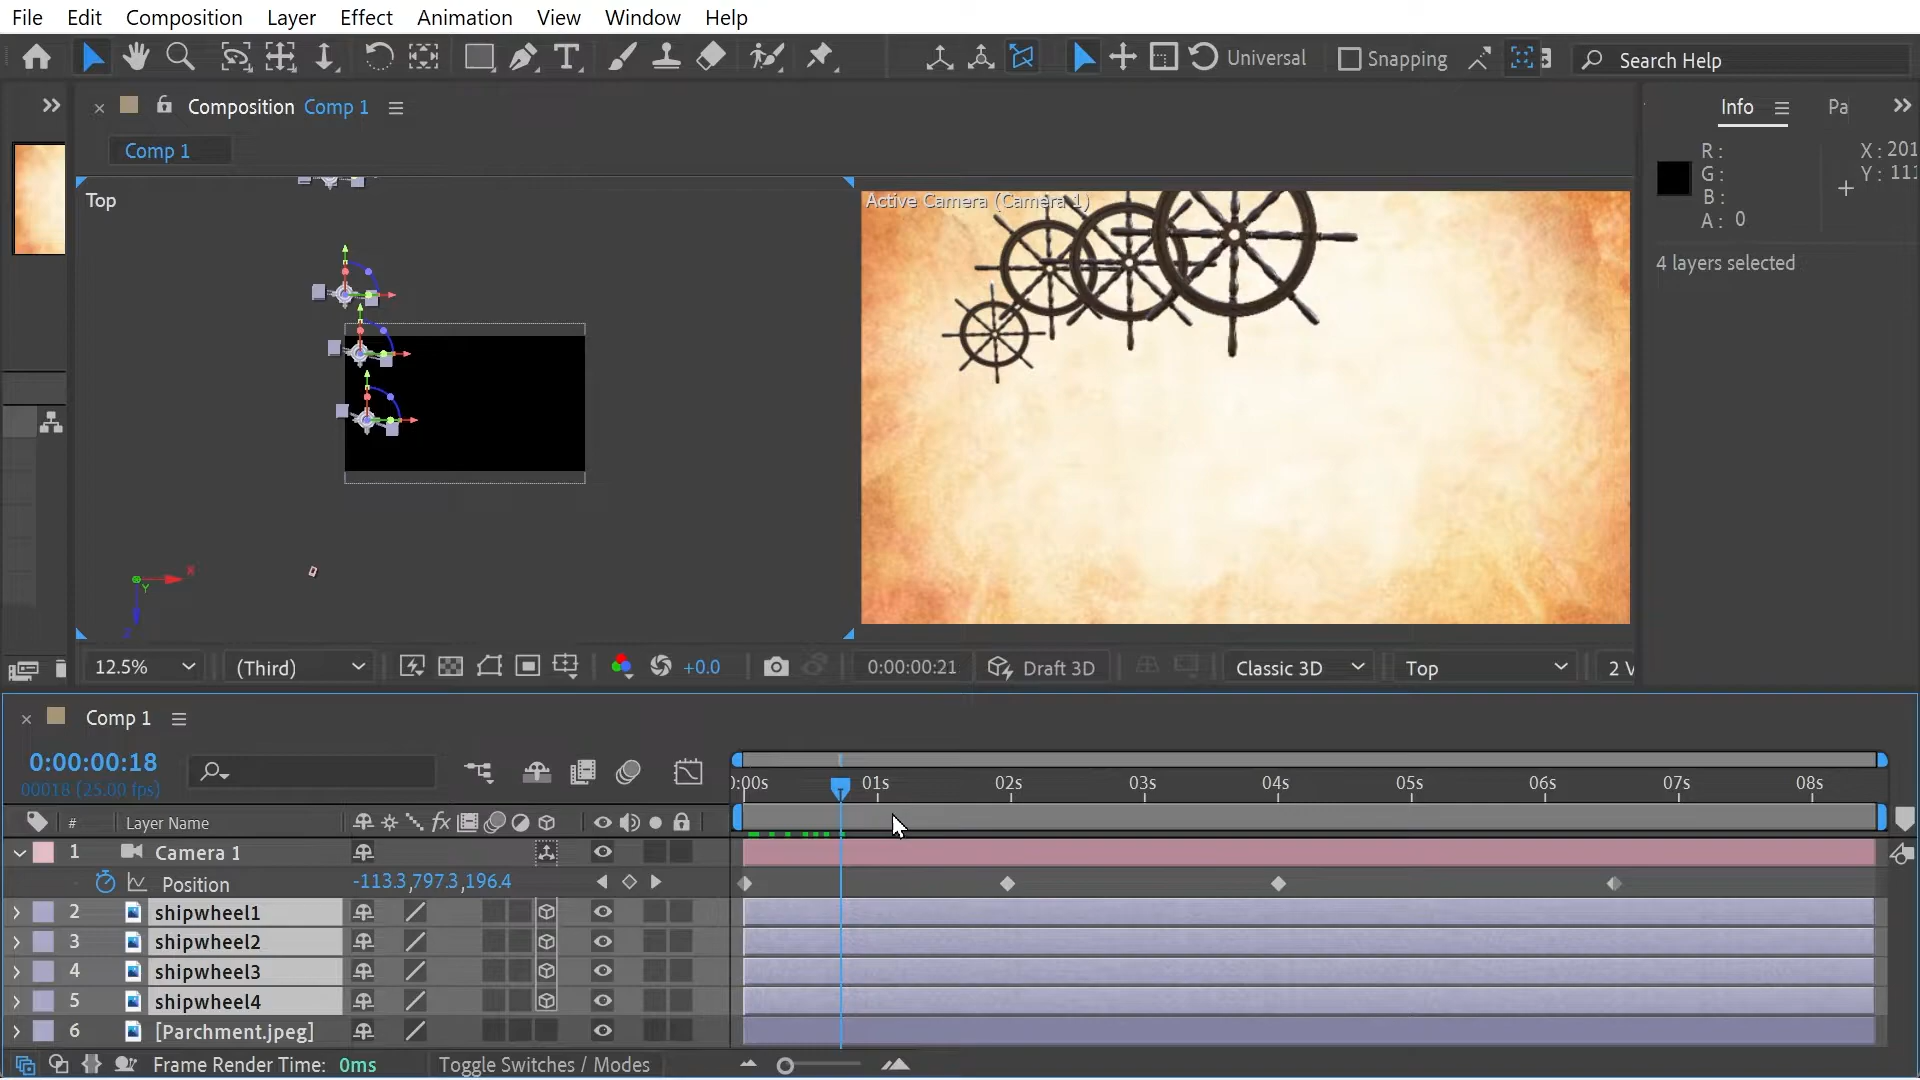 File Edit Composition Layer Effect Animation View Window Help
Universal Snapping Search Help
Composition Comp 1
Info Pa
Comp 1
R :
G :
B :
A : 0
X : 201
Y : 111
Top
Active Camera (Camera 1)
4 layers selected
X
Y
12.5% (Third) +0.0 0:00:00:21 Draft 3D Classic 3D Top 2 V
Comp 1
0:00:00:18
00018 (25.00 fps)
0:00s 01s 02s 03s 04s 05s 06s 07s 08s
# Layer Name fx
1 Camera 1
Position -113.3,797.3,196.4
2 shipwheel1
3 shipwheel2
4 shipwheel3
5 shipwheel4
6 [Parchment.jpeg]
Frame Render Time: 0ms Toggle Switches / Modes